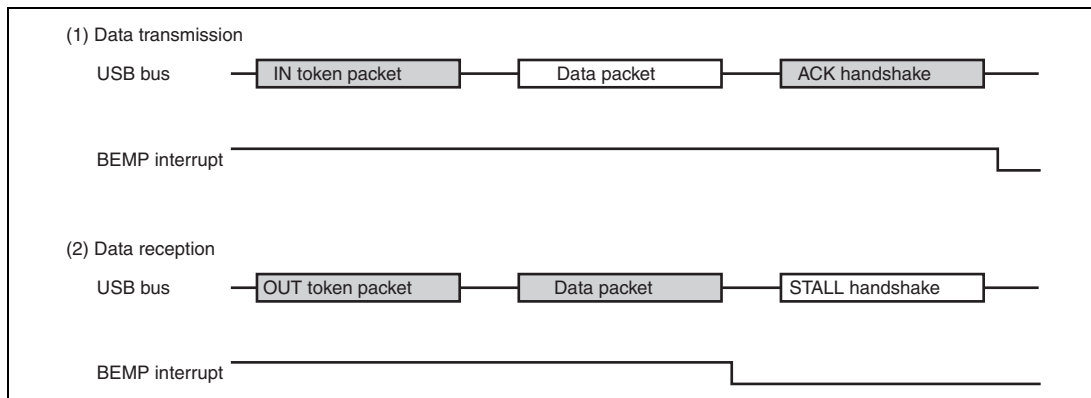 (1) Data transmission
USB bus
IN token packet
Data packet
ACK handshake
BEMP interrupt
(2) Data reception
USB bus
OUT token packet
Data packet
STALL handshake
BEMP interrupt